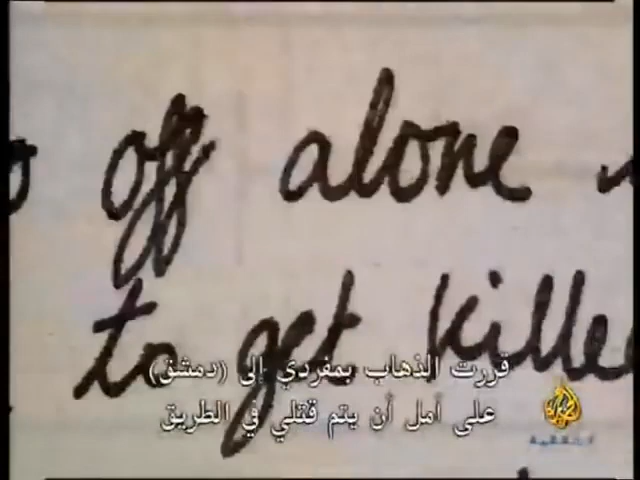 off alone
to get kille
قررت الذهاب بمفردي إلى (دمشق)
على أمل أن يتم قتلي في الطريق